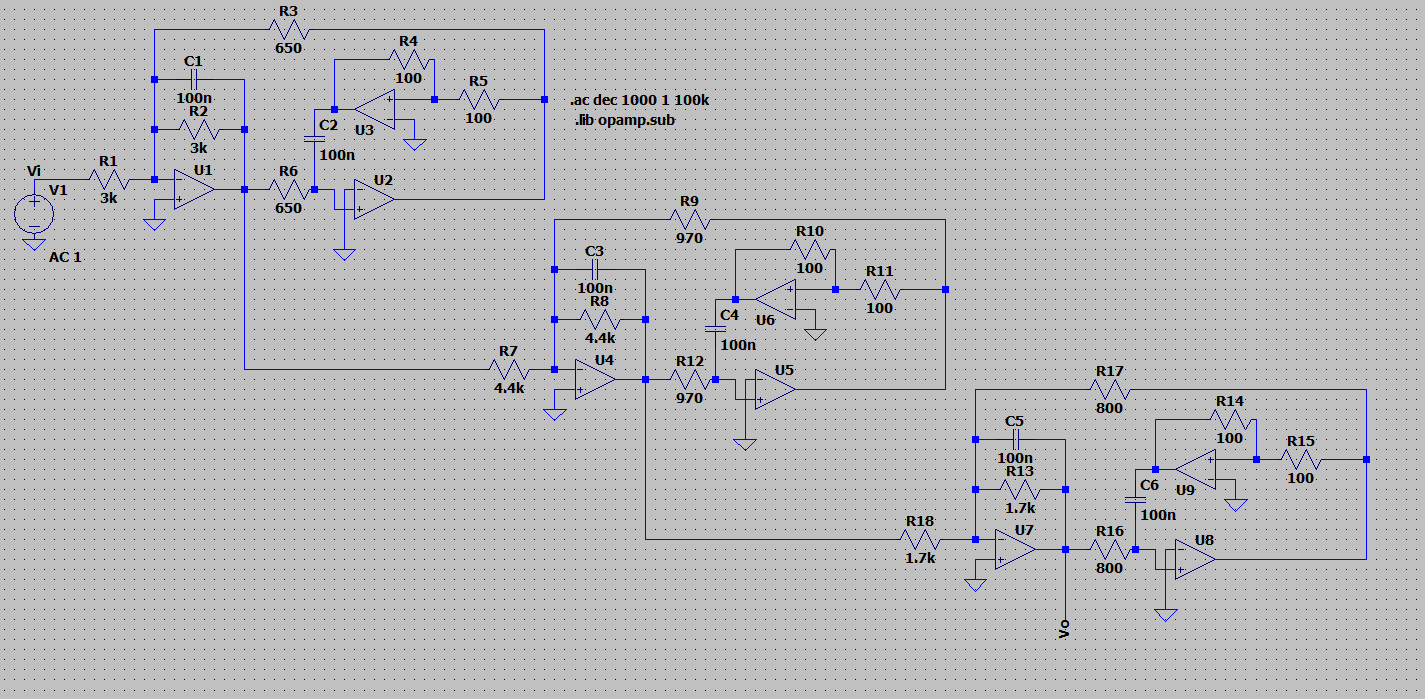 R3
650
R4
100
C1
100n
R2
3k
R5
100
.ac dec 1000 1 100k
.lib opamp.sub
C2
100n
U3
Vi
V1
AC 1
R1
3k
U1
R6
650
U2
R9
970
R10
100
C3
100n
R8
4.4k
R11
100
C4
100n
U6
R7
4.4k
U4
R12
970
U5
R17
800
R14
100
C5
100n
R13
1.7k
R15
100
C6
100n
U9
R18
1.7k
U7
R16
800
U8
Vo